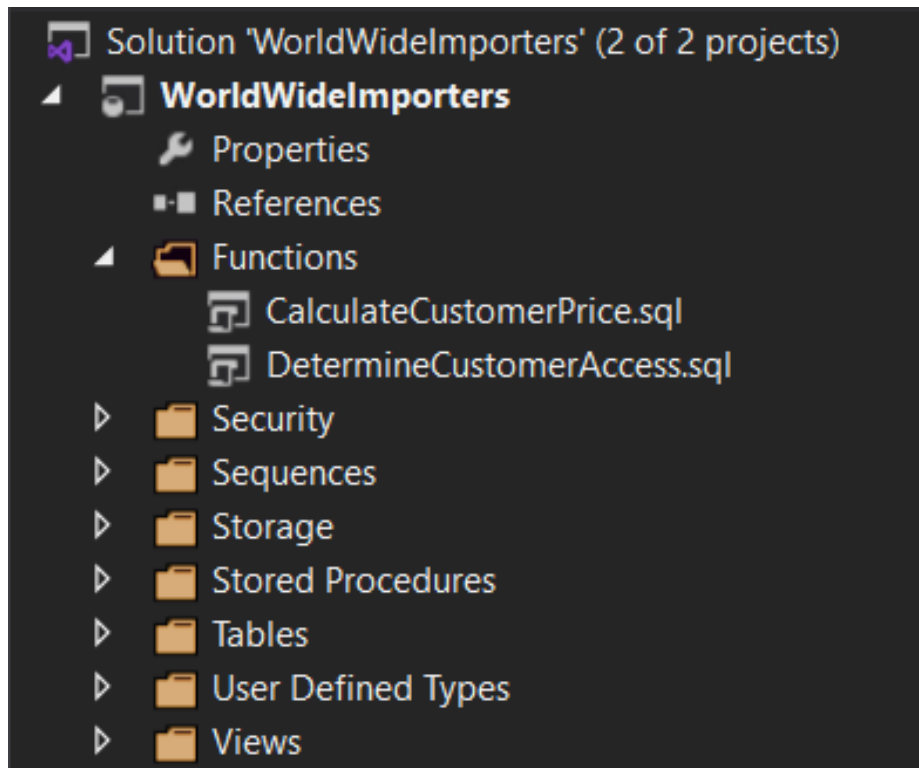 Solution 'WorldWideImporters' (2 of 2 projects)
WorldWideImporters
Properties
References
Functions
CalculateCustomerPrice.sql
DetermineCustomerAccess.sql
Security
Sequences
Storage
Stored Procedures
Tables
User Defined Types
Views